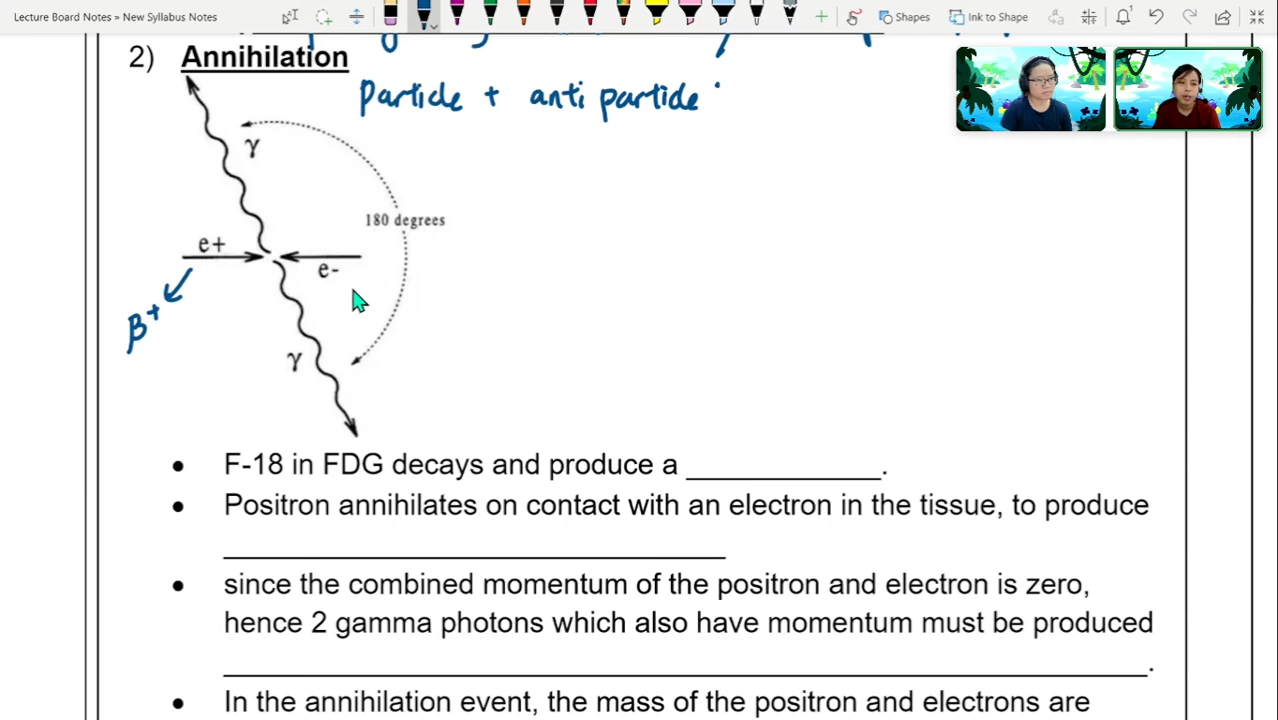 Lecture Board Notes » New Syllabus Notes
Shapes
Ink to Shape
2) Annihilation
Particle + anti particle
γ
180 degrees
e+
e-
β+
γ
• F-18 in FDG decays and produce a ____________.
• Positron annihilates on contact with an electron in the tissue, to produce
_______________________________
• since the combined momentum of the positron and electron is zero,
hence 2 gamma photons which also have momentum must be produced
_________________________________________________________.
• In the annihilation event, the mass of the positron and electrons are